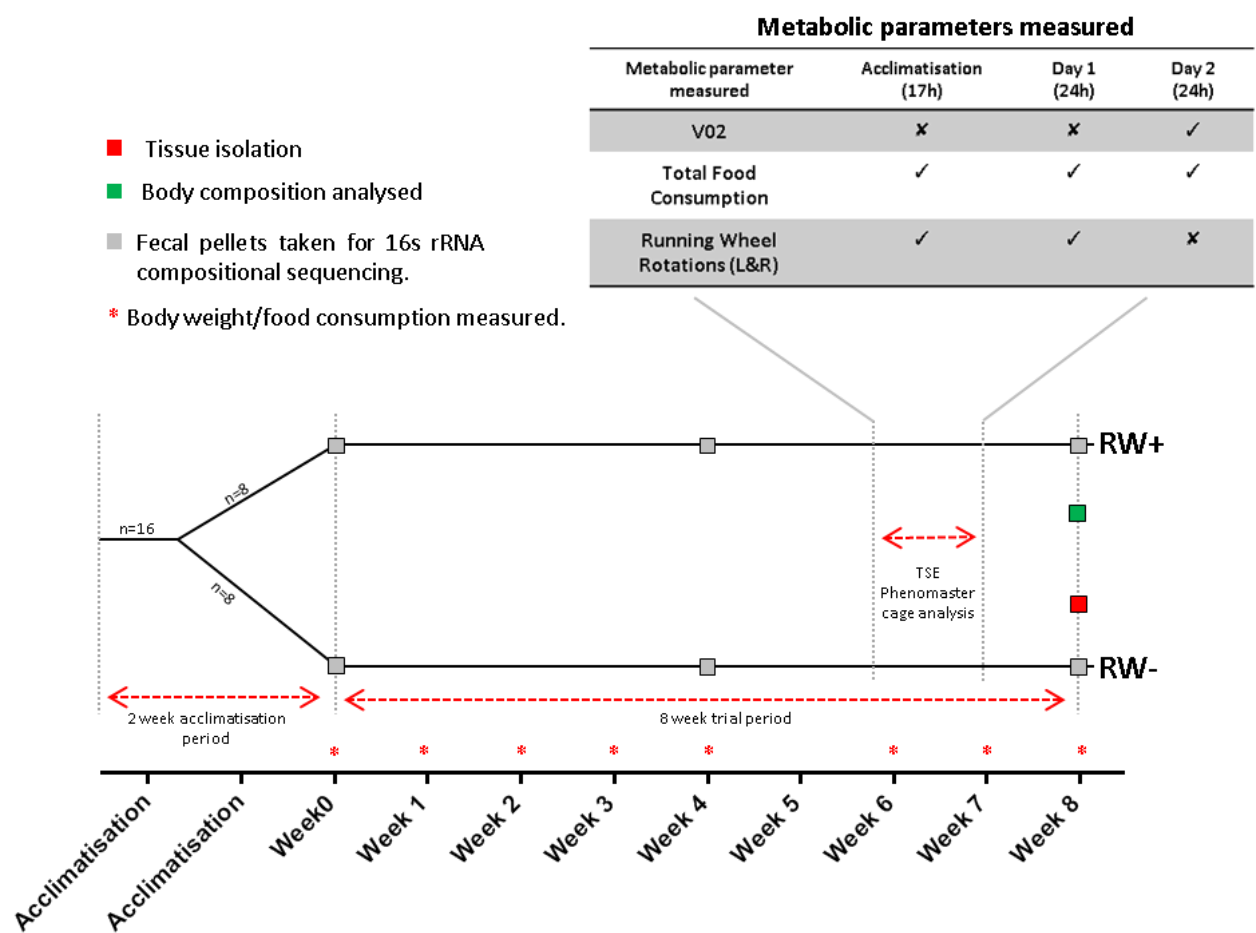 Metabolic parameters measured
Metabolic parameter measured
Acclimatisation (17h)
Day 1 (24h)
Day 2 (24h)
V02 ✘ ✘ ✓
Total Food Consumption ✓ ✓ ✓
Running Wheel Rotations (L&R) ✓ ✓ ✘
Tissue isolation
Body composition analysed
Fecal pellets taken for 16s rRNA
compositional sequencing.
* Body weight/food consumption measured.
RW+
n=8
n=16
n=8
TSE
Phenomaster
cage analysis
RW-
2 week acclimatisation
period
8 week trial period
* * * * * * * *
Acclimatisation
Acclimatisation
Week0
Week 1
Week 2
Week 3
Week 4
Week 5
Week 6
Week 7
Week 8